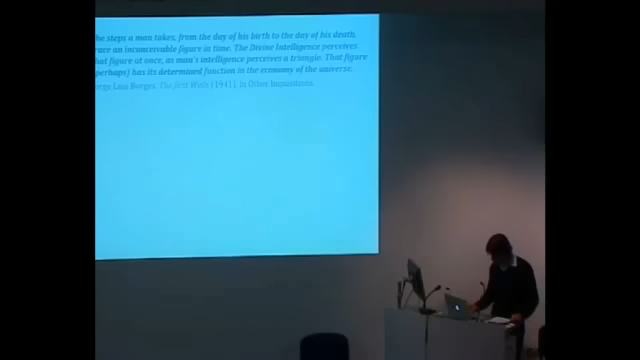 he steps a man takes, from the day of his birth to the day of his death,
race an inconceivable figure in time. The Divine Intelligence perceives
hat figure at once, as man's intelligence perceives a triangle. That figure
perhaps) has its determined function in the economy of the universe.
orge Luis Borges, The first Wells (1941) in Other Inquisitions.